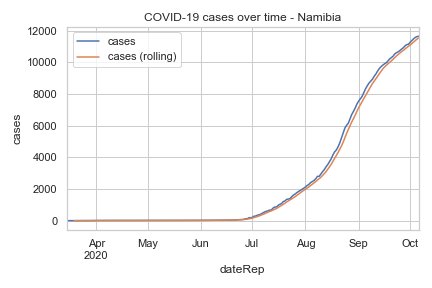 COVID-19 cases over time - Namibia
cases
cases (rolling)
12000
10000
8000
6000
4000
2000
0
cases
Apr
2020
May
Jun
Jul
Aug
Sep
Oct
dateRep